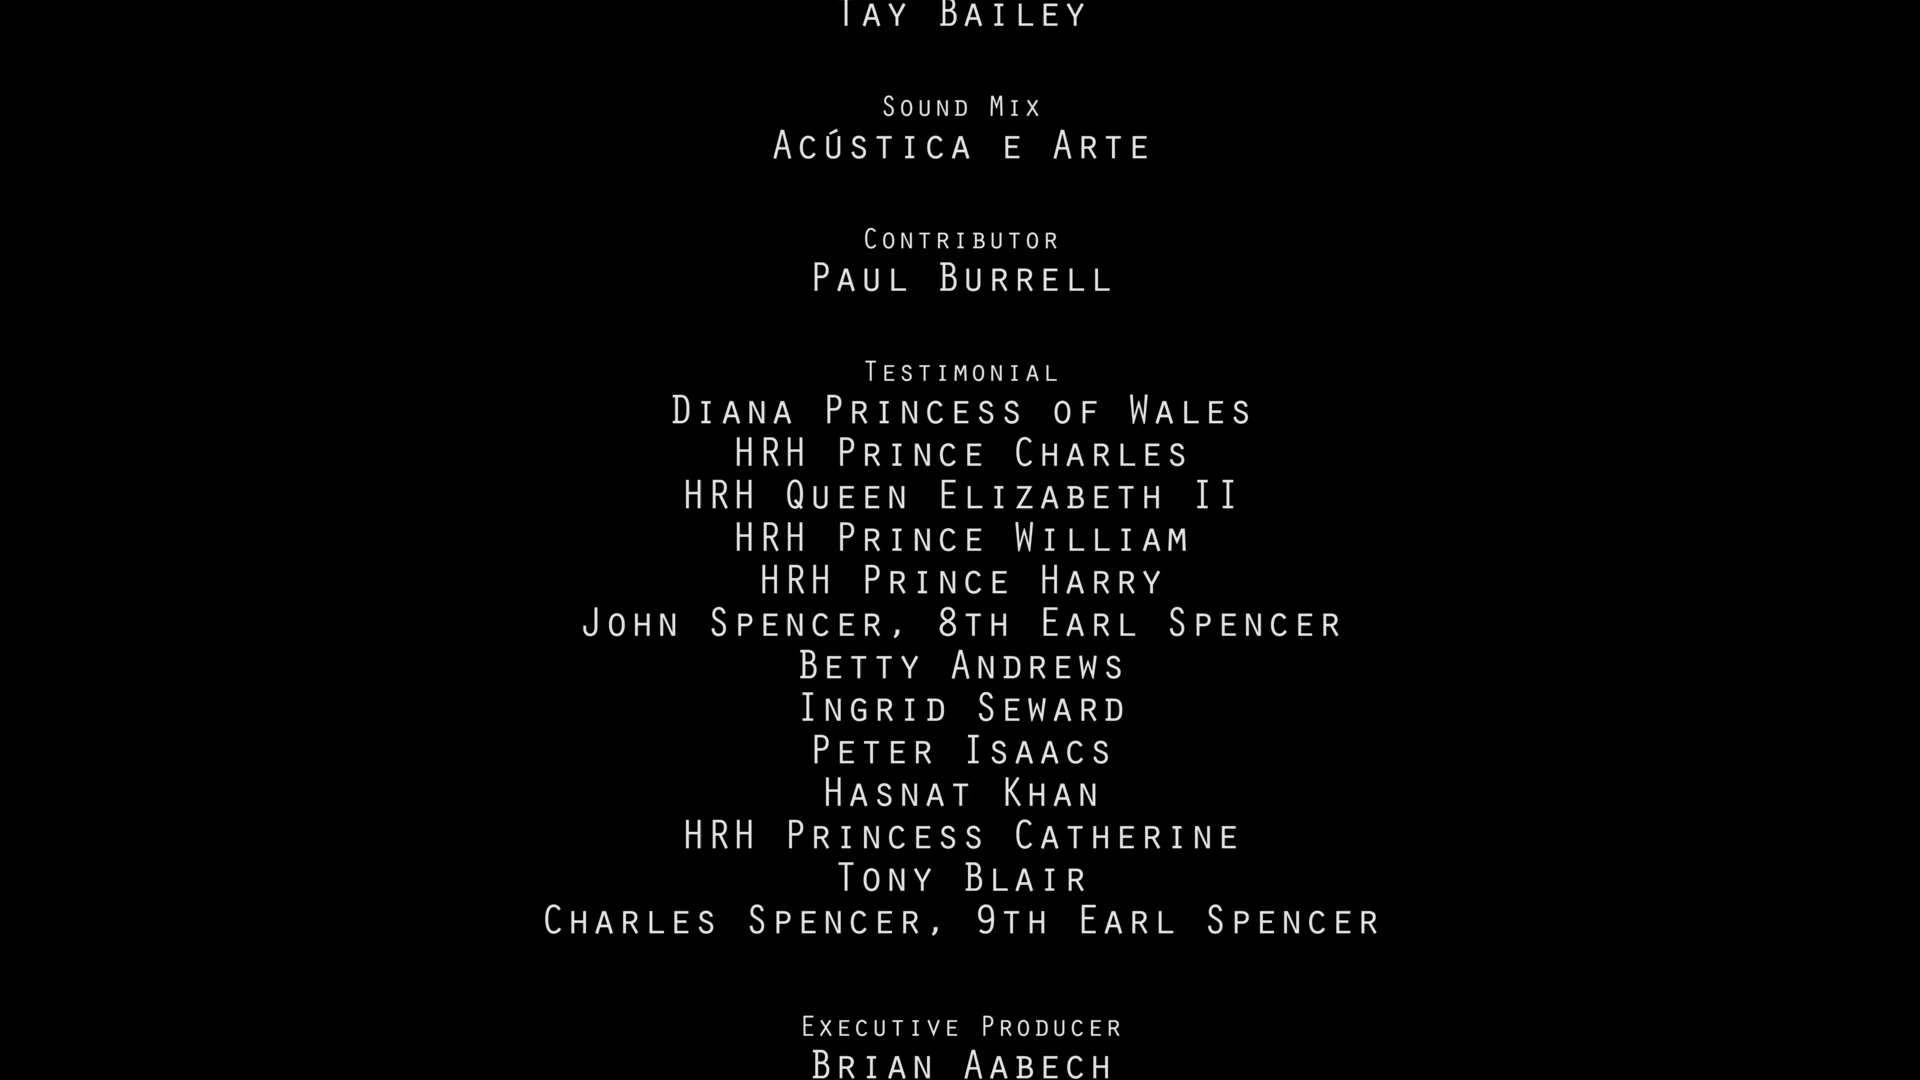 Tay Bailey
Sound Mix
Acústica e Arte
Contributor
Paul Burrell
Testimonial
Diana Princess of Wales
HRH Prince Charles
HRH Queen Elizabeth II
HRH Prince William
HRH Prince Harry
John Spencer, 8th Earl Spencer
Betty Andrews
Ingrid Seward
Peter Isaacs
Hasnat Khan
HRH Princess Catherine
Tony Blair
Charles Spencer, 9th Earl Spencer
Executive Producer
Brian Aabech